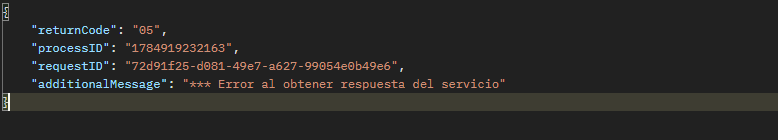 {
"returnCode": "05",
"processID": "1784919232163",
"requestID": "72d91f25-d081-49e7-a627-99054e0b49e6",
"additionalMessage": "*** Error al obtener respuesta del servicio"
}